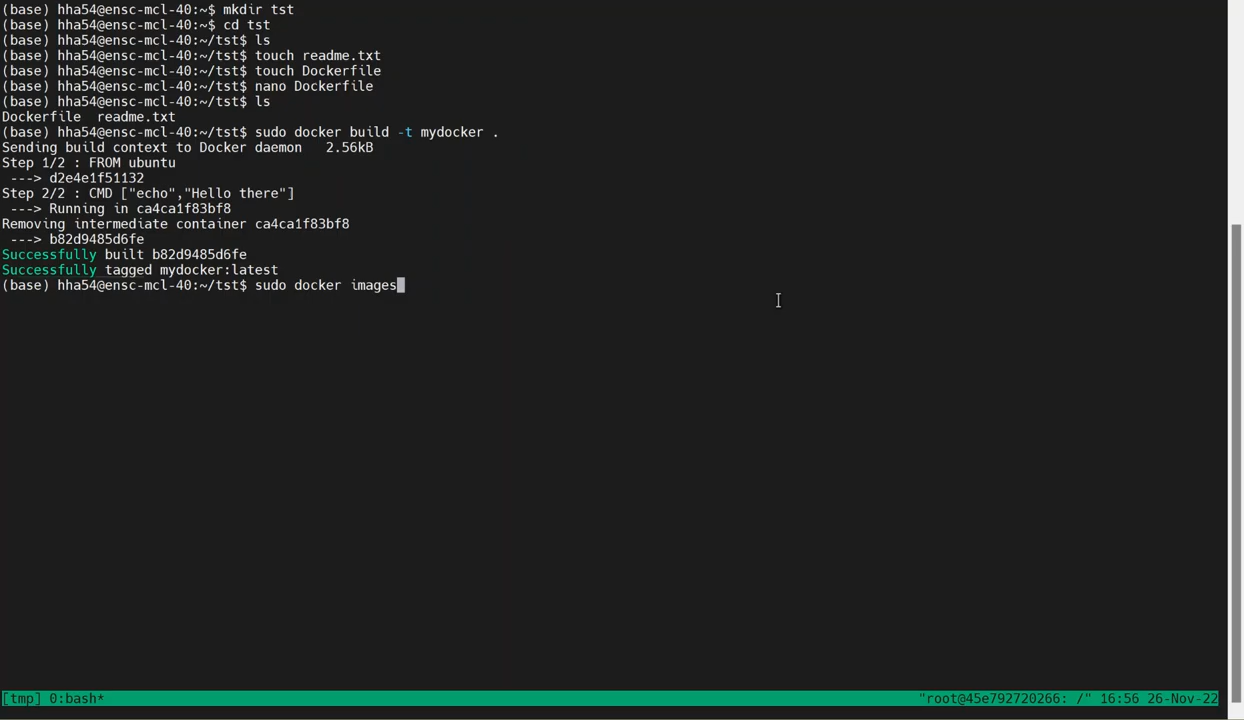 (base) hha54@ensc-mcl-40:~$ mkdir tst
(base) hha54@ensc-mcl-40:~$ cd tst
(base) hha54@ensc-mcl-40:~/tst$ ls
(base) hha54@ensc-mcl-40:~/tst$ touch readme.txt
(base) hha54@ensc-mcl-40:~/tst$ touch Dockerfile
(base) hha54@ensc-mcl-40:~/tst$ nano Dockerfile
(base) hha54@ensc-mcl-40:~/tst$ ls
Dockerfile  readme.txt
(base) hha54@ensc-mcl-40:~/tst$ sudo docker build -t mydocker .
Sending build context to Docker daemon   2.56kB
Step 1/2 : FROM ubuntu
 ---> d2e4e1f51132
Step 2/2 : CMD ["echo","Hello there"]
 ---> Running in ca4ca1f83bf8
Removing intermediate container ca4ca1f83bf8
 ---> b82d9485d6fe
Successfully built b82d9485d6fe
Successfully tagged mydocker:latest
(base) hha54@ensc-mcl-40:~/tst$ sudo docker images
[tmp] 0:bash* "root@45e792720266: /" 16:56 26-Nov-22